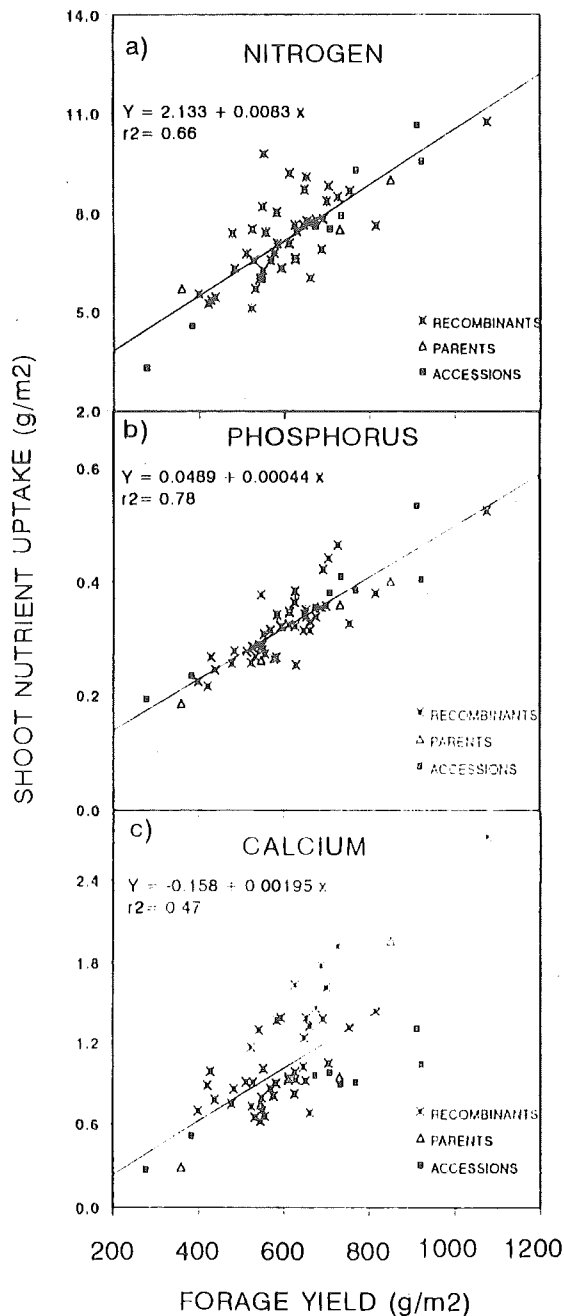 SHOOT NUTRIENT UPTAKE (g/m2)
a)
NITROGEN
Y = 2.133 + 0.0083 x
r2= 0.66
14.0
11.0
8.0
5.0
2.0
RECOMBINANTS
PARENTS
ACCESSIONS
b)
PHOSPHORUS
Y = 0.0489 + 0.00044 x
r2= 0.78
0.6
0.4
0.2
0.0
RECOMBINANTS
PARENTS
ACCESSIONS
c)
CALCIUM
Y = -0.158 + 0.00195 x
r2= 0.47
2.4
1.8
1.2
0.6
0.0
RECOMBINANTS
PARENTS
ACCESSIONS
200 400 600 800 1000 1200
FORAGE YIELD (g/m2)